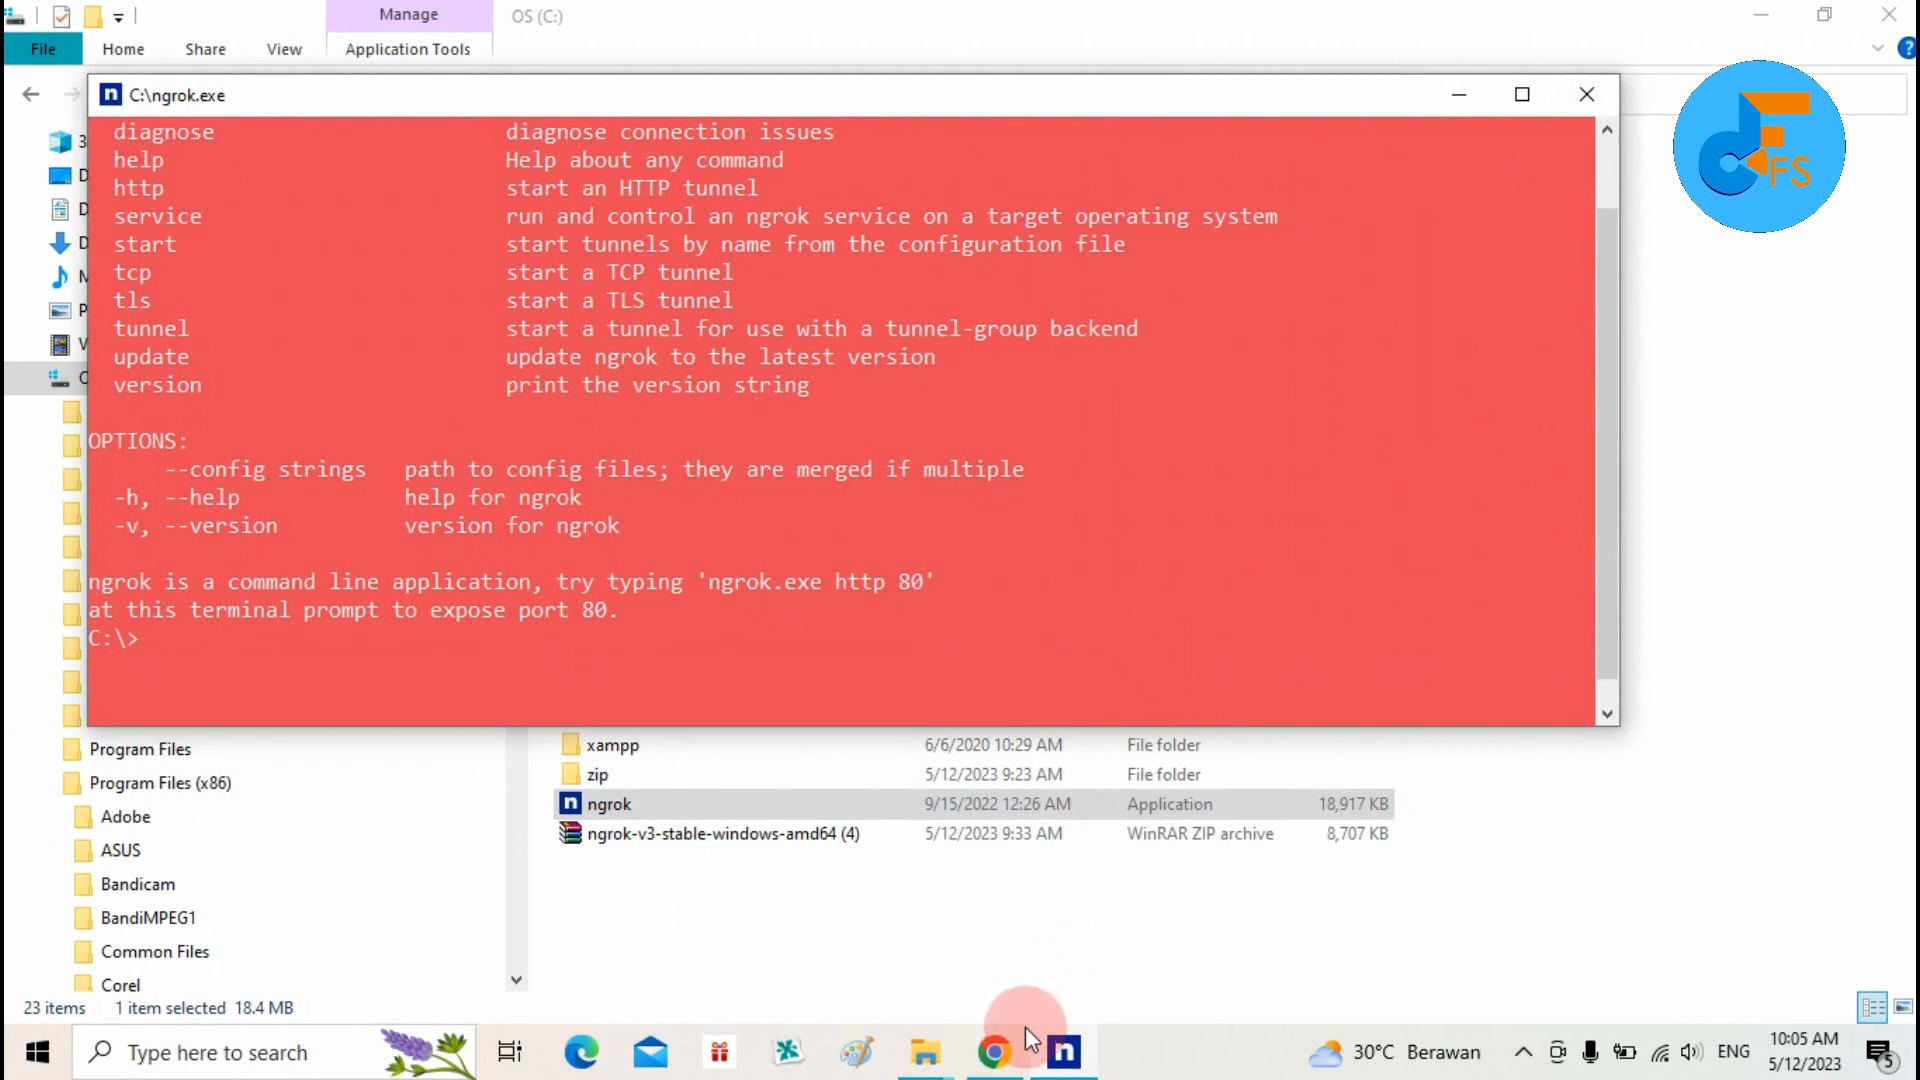 Manage
OS (C:)
File
Home
Share
View
Application Tools
C:\ngrok.exe
diagnose diagnose connection issues
help Help about any command
http start an HTTP tunnel
service run and control an ngrok service on a target operating system
start start tunnels by name from the configuration file
tcp start a TCP tunnel
tls start a TLS tunnel
tunnel start a tunnel for use with a tunnel-group backend
update update ngrok to the latest version
version print the version string
OPTIONS:
--config strings path to config files; they are merged if multiple
-h, --help help for ngrok
-v, --version version for ngrok
ngrok is a command line application, try typing 'ngrok.exe http 80'
at this terminal prompt to expose port 80.
C:\>
FS
3
D
D
D
M
P
V
Program Files
Program Files (x86)
Adobe
ASUS
Bandicam
BandiMPEG1
Common Files
Corel
xampp 6/6/2020 10:29 AM File folder
zip 5/12/2023 9:23 AM File folder
ngrok 9/15/2022 12:26 AM Application 18,917 KB
ngrok-v3-stable-windows-amd64 (4) 5/12/2023 9:33 AM WinRAR ZIP archive 8,707 KB
23 items 1 item selected 18.4 MB
Type here to search
30°C Berawan
ENG
10:05 AM
5/12/2023
5